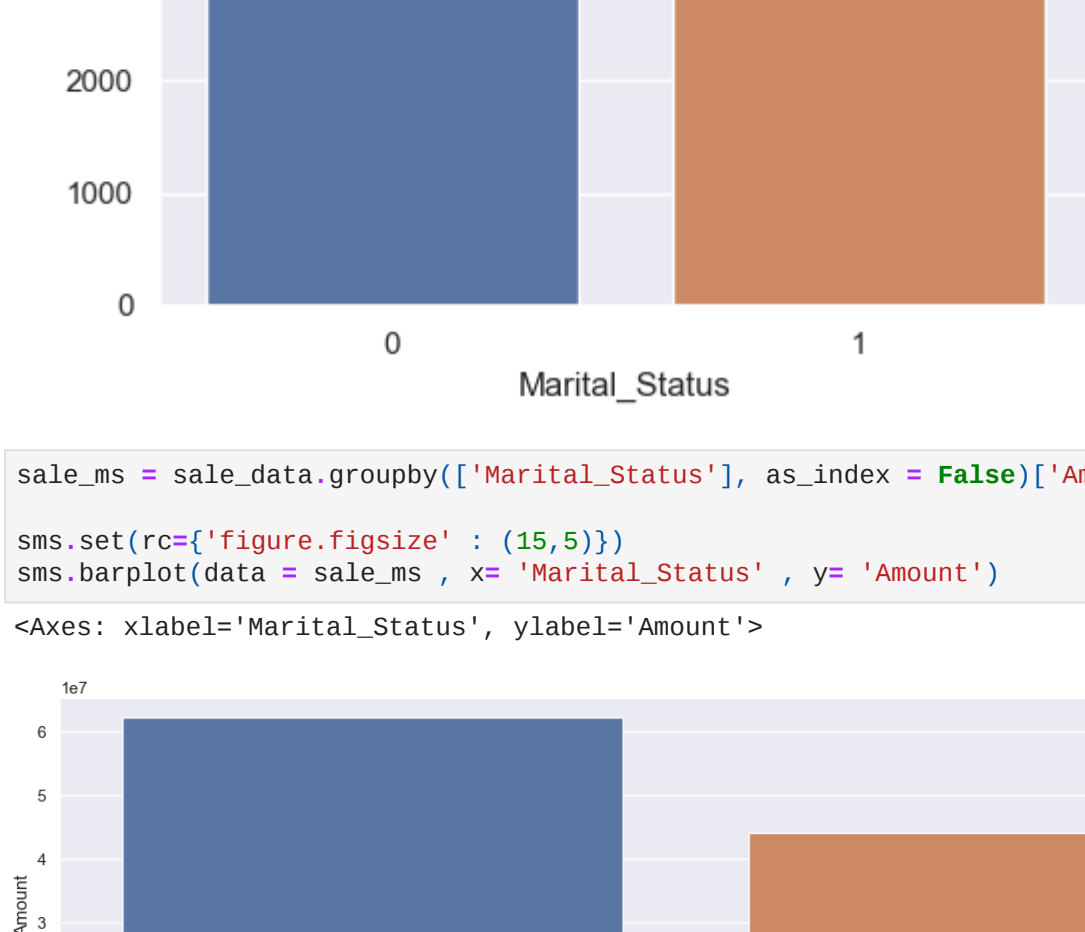 2000
1000
0
0 1
Marital_Status
sale_ms = sale_data.groupby(['Marital_Status'], as_index = False)['Am
sms.set(rc={'figure.figsize' : (15,5)})
sms.barplot(data = sale_ms , x= 'Marital_Status' , y= 'Amount')
<Axes: xlabel='Marital_Status', ylabel='Amount'>
1e7
6
5
4
3
Amount